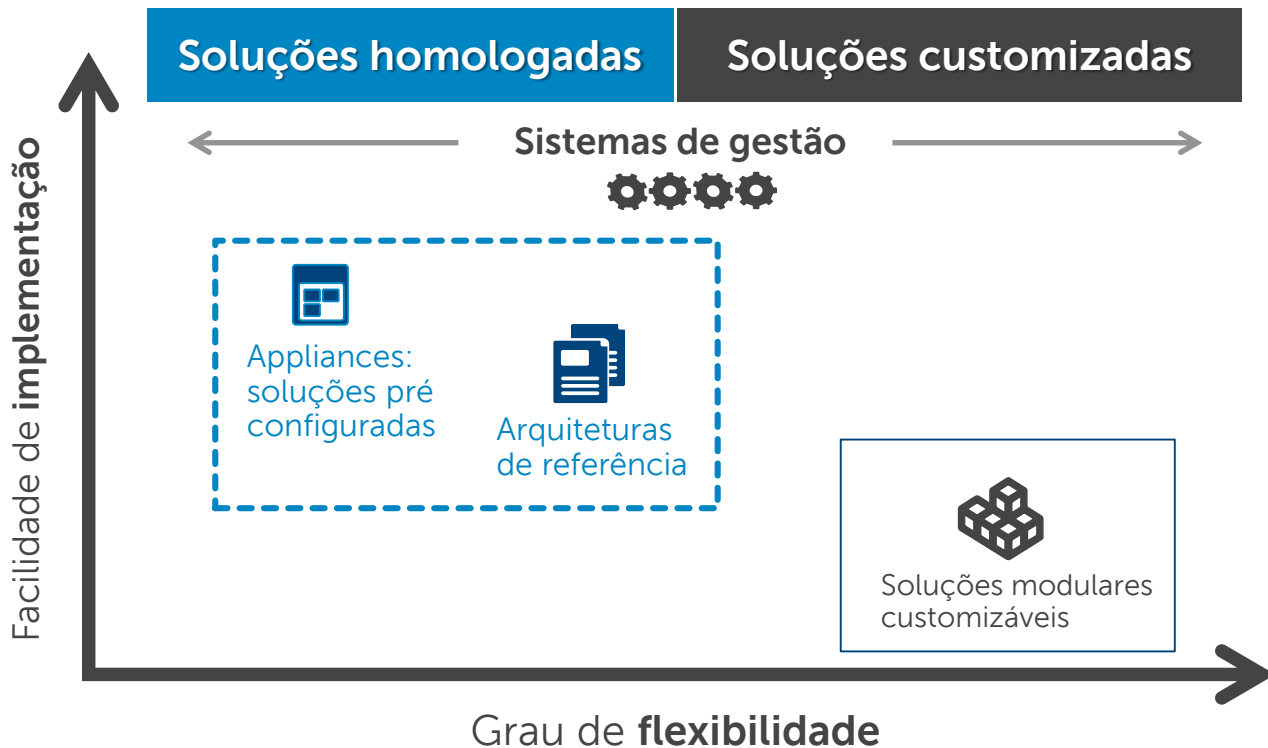 Soluções homologadas
Soluções customizadas
Sistemas de gestão
Facilidade de implementação
Appliances:
soluções pré
configuradas
Arquiteturas
de referência
Soluções modulares
customizáveis
Grau de flexibilidade